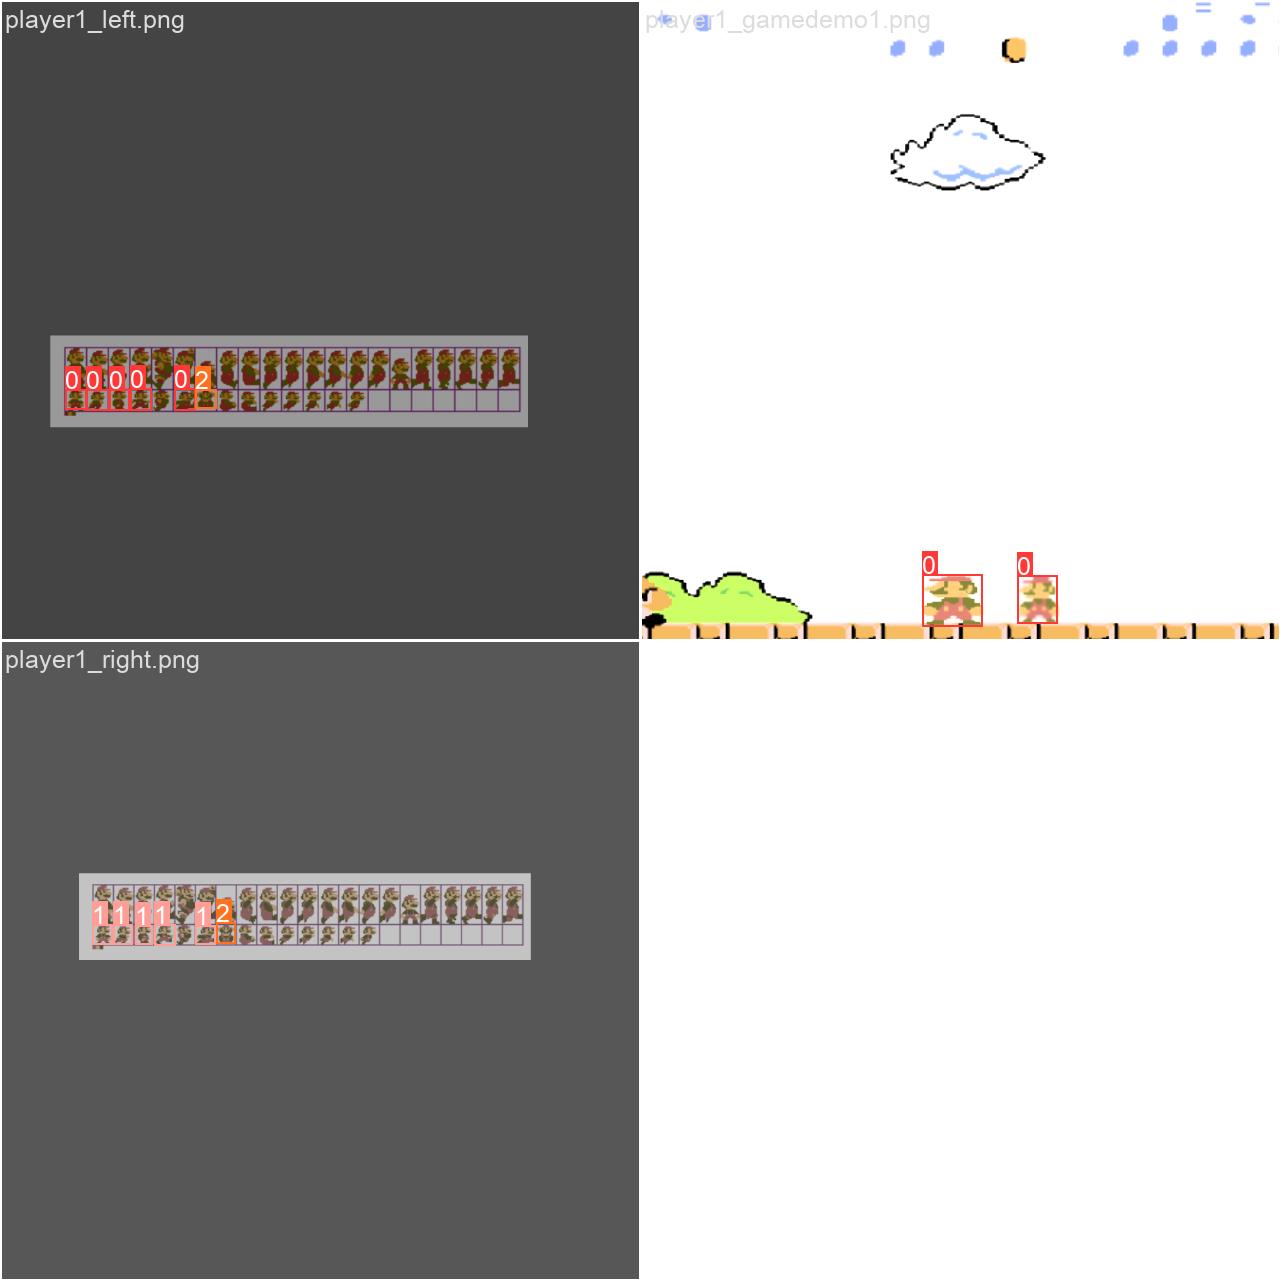 player1_left.png
player1_gamedemo1.png
0 0 0 0 0 2
0 0
player1_right.png
1 1 1 1 1 2